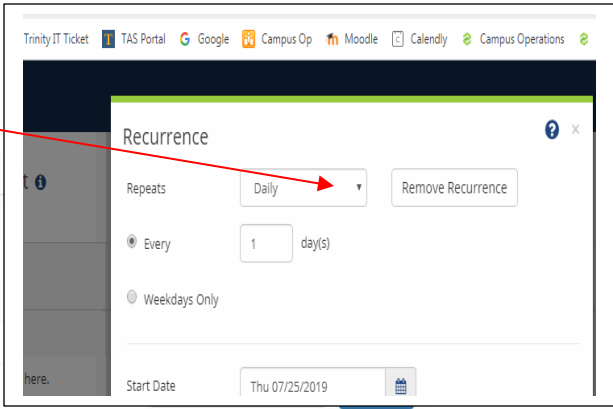 Trinity IT Ticket TAS Portal Google Campus Op Moodle Calendly Campus Operations
Recurrence
Repeats Daily Remove Recurrence
Every 1 day(s)
Weekdays Only
here.
Start Date Thu 07/25/2019